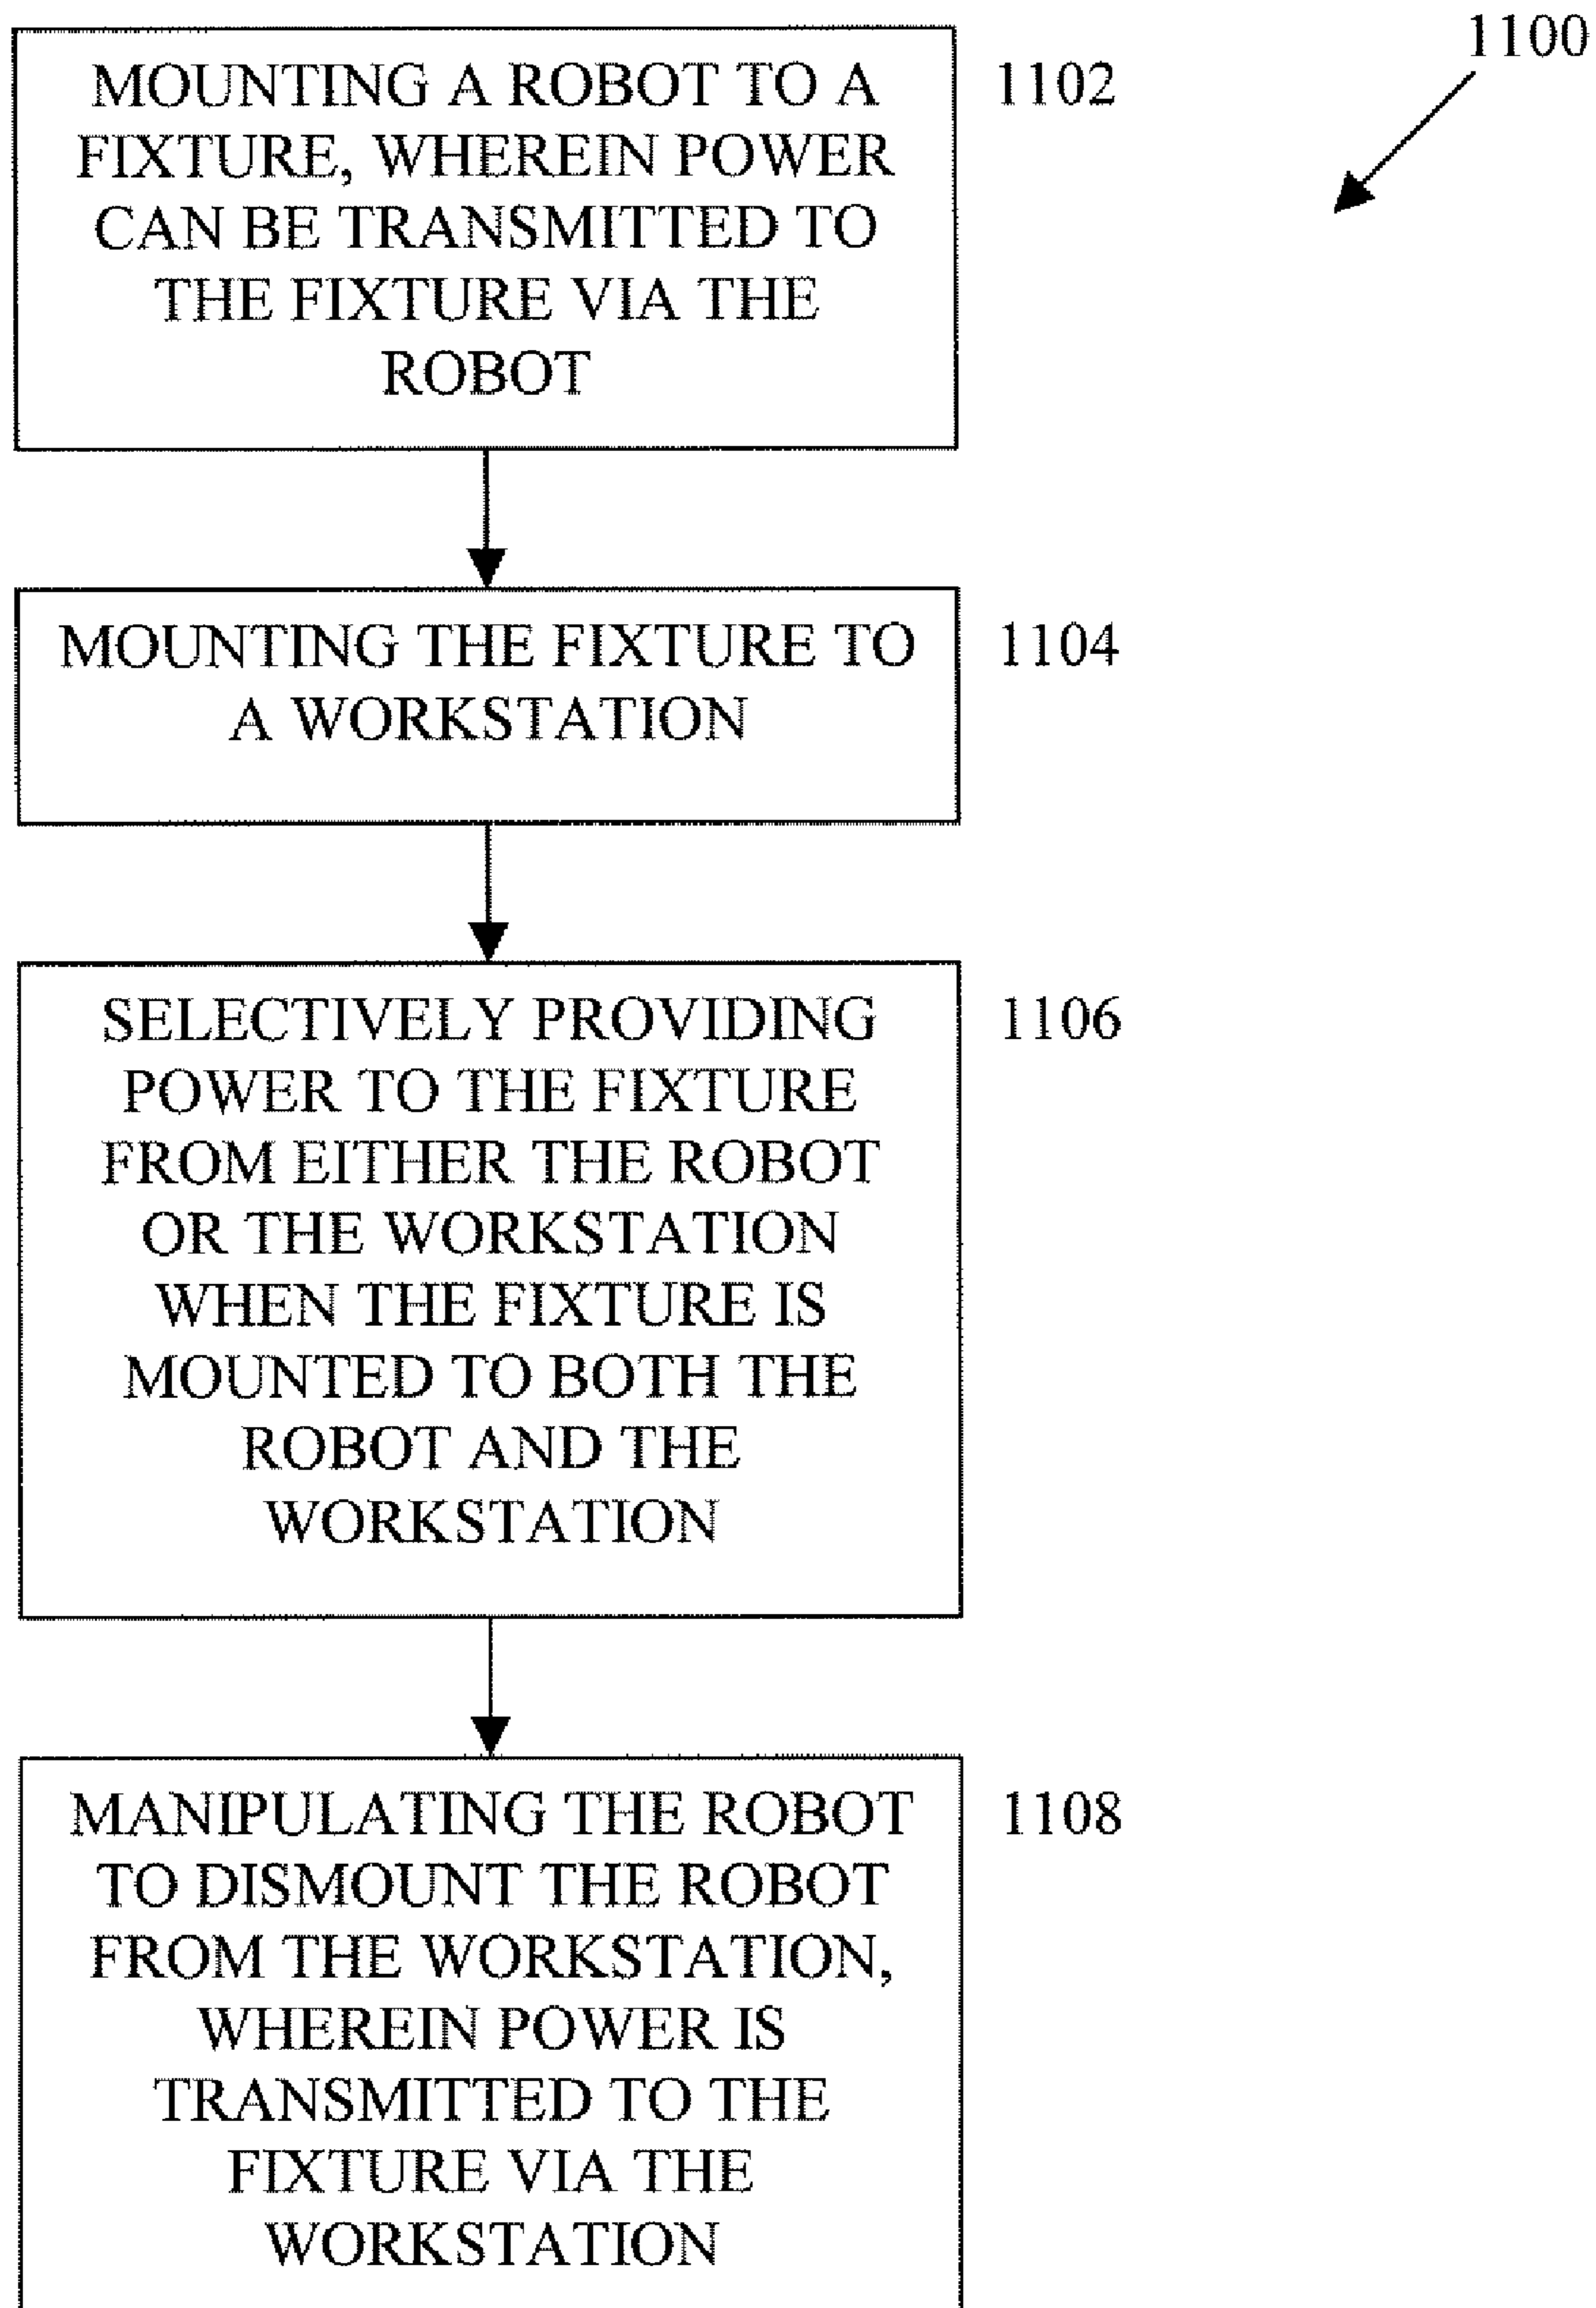 1100
MOUNTING A ROBOT TO A
FIXTURE, WHEREIN POWER
CAN BE TRANSMITTED TO
THE FIXTURE VIA THE
ROBOT
1102
MOUNTING THE FIXTURE TO
A WORKSTATION
1104
SELECTIVELY PROVIDING
POWER TO THE FIXTURE
FROM EITHER THE ROBOT
OR THE WORKSTATION
WHEN THE FIXTURE IS
MOUNTED TO BOTH THE
ROBOT AND THE
WORKSTATION
1106
MANIPULATING THE ROBOT
TO DISMOUNT THE ROBOT
FROM THE WORKSTATION,
WHEREIN POWER IS
TRANSMITTED TO THE
FIXTURE VIA THE
WORKSTATION
1108